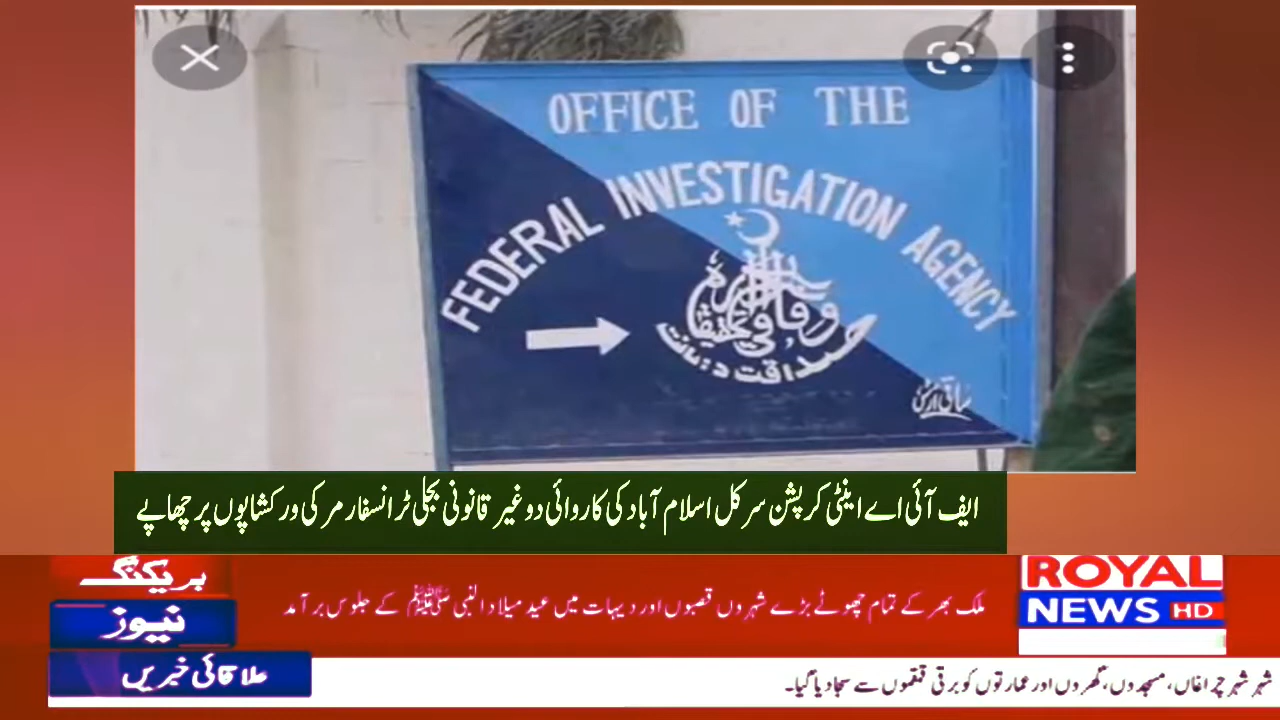 OFFICE OF THE
FEDERAL INVESTIGATION AGENCY
وفاقی تحقیقاتی ادارہ
صداقت دیانت
ایف آئی اے اینٹی کرپشن سرکل اسلام آباد کی کاروائی دو غیر قانونی بجلی ٹرانسفارمر کی ورکشاپوں پر چھاپے
بریکنگ
نیوز
ملک بھر کے تمام چھوٹے بڑے شہروں قصبوں اور دیہات میں عید میلاد النبی ﷺ کے جلوس برآمد
ROYAL
NEWS HD
علاقائی خبریں
شہر شہر چراغاں، مسجدوں، گھروں اور عمارتوں کو برقی قمقموں سے سجا دیا گیا۔